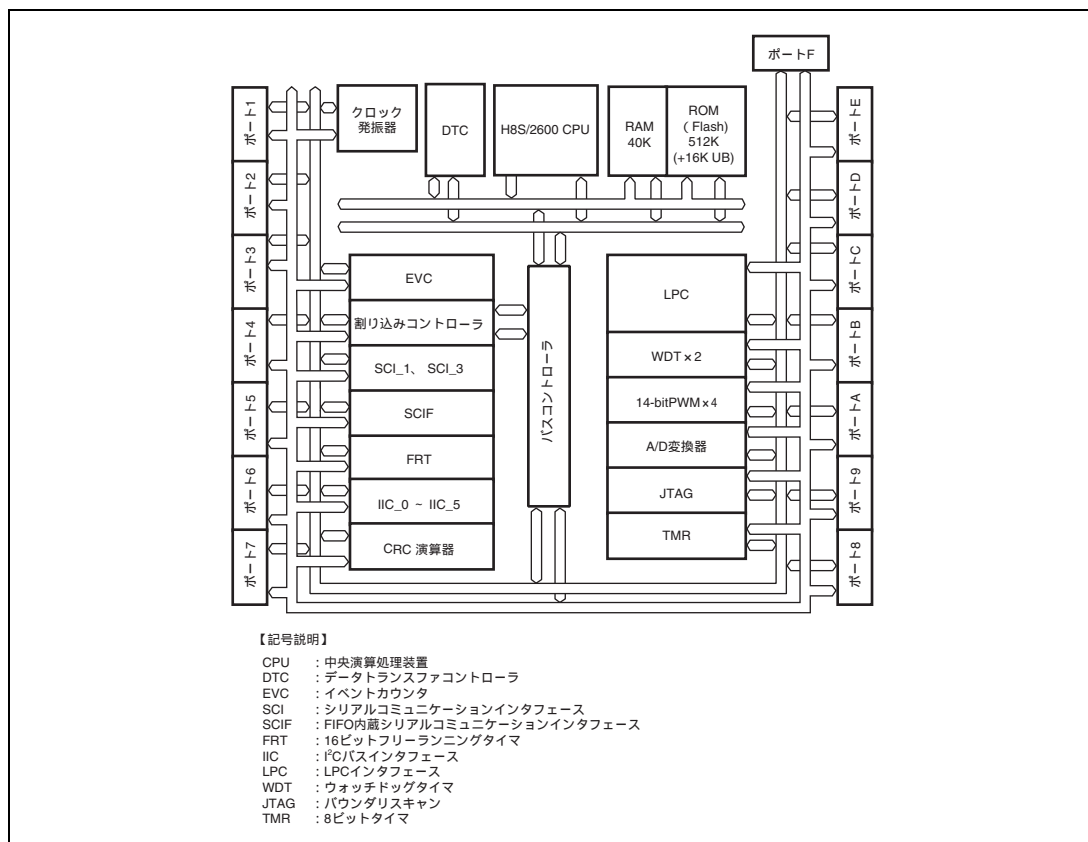 ポートF
ポート1
ポート2
ポート3
ポート4
ポート5
ポート6
ポート7
クロック
発振器
DTC
H8S/2600 CPU
RAM
40K
ROM
(Flash)
512K
(+16K UB)
EVC
割り込みコントローラ
SCI_1、 SCI_3
SCIF
FRT
IIC_0 ~ IIC_5
CRC 演算器
バスコントローラ
LPC
WDT×2
14-bitPWM×4
A/D変換器
JTAG
TMR
ポートE
ポートD
ポートC
ポートB
ポートA
ポート9
ポート8
【記号説明】
CPU :中央演算処理装置
DTC :データトランスファコントローラ
EVC :イベントカウンタ
SCI :シリアルコミュニケーションインタフェース
SCIF :FIFO内蔵シリアルコミュニケーションインタフェース
FRT :16ビットフリーランニングタイマ
IIC :I²Cバスインタフェース
LPC :LPCインタフェース
WDT :ウォッチドッグタイマ
JTAG :バウンダリスキャン
TMR :8ビットタイマ